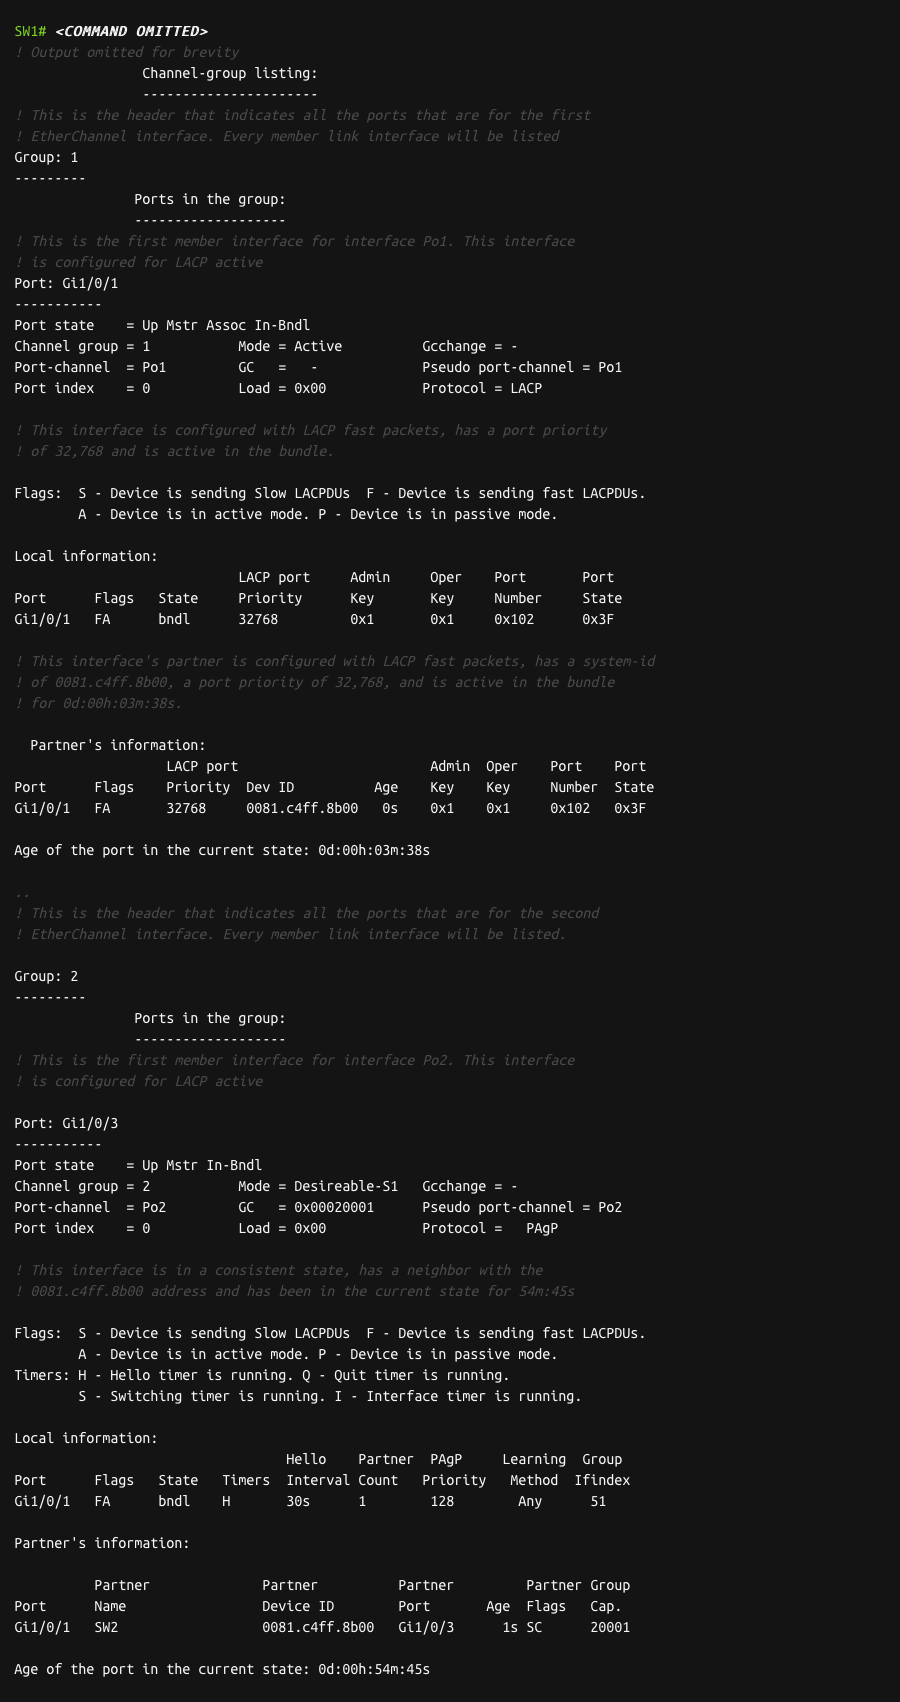 SW1# <COMMAND OMITTED>
! Output omitted for brevity
                Channel-group listing:
                ----------------------
! This is the header that indicates all the ports that are for the first
! EtherChannel interface. Every member link interface will be listed
Group: 1
---------
               Ports in the group:
               -------------------
! This is the first member interface for interface Po1. This interface
! is configured for LACP active
Port: Gi1/0/1
-----------
Port state    = Up Mstr Assoc In-Bndl
Channel group = 1           Mode = Active          Gcchange = -
Port-channel  = Po1         GC   =   -             Pseudo port-channel = Po1
Port index    = 0           Load = 0x00            Protocol = LACP

! This interface is configured with LACP fast packets, has a port priority
! of 32,768 and is active in the bundle.

Flags:  S - Device is sending Slow LACPDUs  F - Device is sending fast LACPDUs.
        A - Device is in active mode. P - Device is in passive mode.

Local information:
                            LACP port     Admin     Oper    Port       Port
Port      Flags   State     Priority      Key       Key     Number     State
Gi1/0/1   FA      bndl      32768         0x1       0x1     0x102      0x3F

! This interface's partner is configured with LACP fast packets, has a system-id
! of 0081.c4ff.8b00, a port priority of 32,768, and is active in the bundle
! for 0d:00h:03m:38s.

  Partner's information:
                   LACP port                        Admin  Oper    Port    Port
Port      Flags    Priority  Dev ID          Age    Key    Key     Number  State
Gi1/0/1   FA       32768     0081.c4ff.8b00   0s    0x1    0x1     0x102   0x3F

Age of the port in the current state: 0d:00h:03m:38s

..
! This is the header that indicates all the ports that are for the second
! EtherChannel interface. Every member link interface will be listed.

Group: 2
---------
               Ports in the group:
               -------------------
! This is the first member interface for interface Po2. This interface
! is configured for LACP active

Port: Gi1/0/3
-----------
Port state    = Up Mstr In-Bndl
Channel group = 2           Mode = Desireable-S1   Gcchange = -
Port-channel  = Po2         GC   = 0x00020001      Pseudo port-channel = Po2
Port index    = 0           Load = 0x00            Protocol =   PAgP

! This interface is in a consistent state, has a neighbor with the
! 0081.c4ff.8b00 address and has been in the current state for 54m:45s

Flags:  S - Device is sending Slow LACPDUs  F - Device is sending fast LACPDUs.
        A - Device is in active mode. P - Device is in passive mode.
Timers: H - Hello timer is running. Q - Quit timer is running.
        S - Switching timer is running. I - Interface timer is running.

Local information:
                                  Hello    Partner  PAgP     Learning  Group
Port      Flags   State   Timers  Interval Count   Priority   Method  Ifindex
Gi1/0/1   FA      bndl    H       30s      1        128        Any      51

Partner's information:

          Partner              Partner          Partner         Partner Group
Port      Name                 Device ID        Port       Age  Flags   Cap.
Gi1/0/1   SW2                  0081.c4ff.8b00   Gi1/0/3      1s SC      20001

Age of the port in the current state: 0d:00h:54m:45s